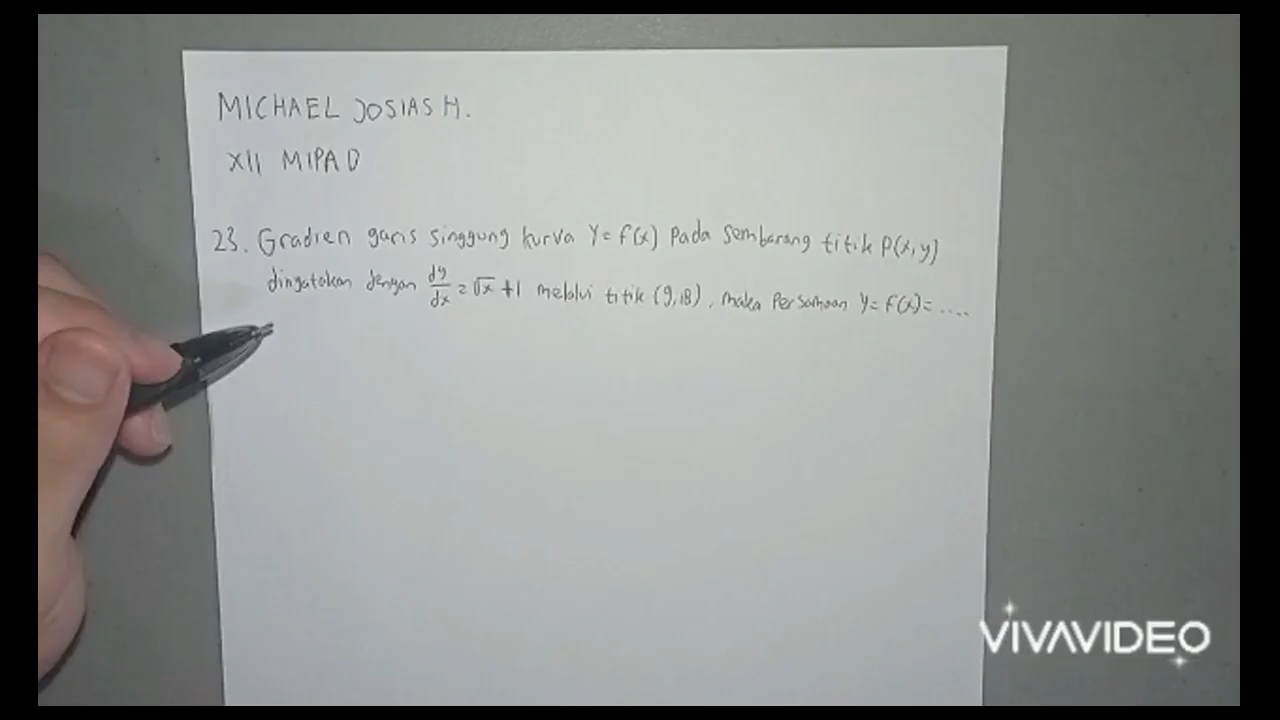 MICHAEL JOSIAS H.
XII MIPA D
23. Gradien garis singgung kurva Y = f(x) Pada sembarang titik P(x,y)
dinyatakan dengan dy/dx = √x + 1 melalui titik (9,18), maka Persamaan Y = f(x) = ....
VIVAVIDEO